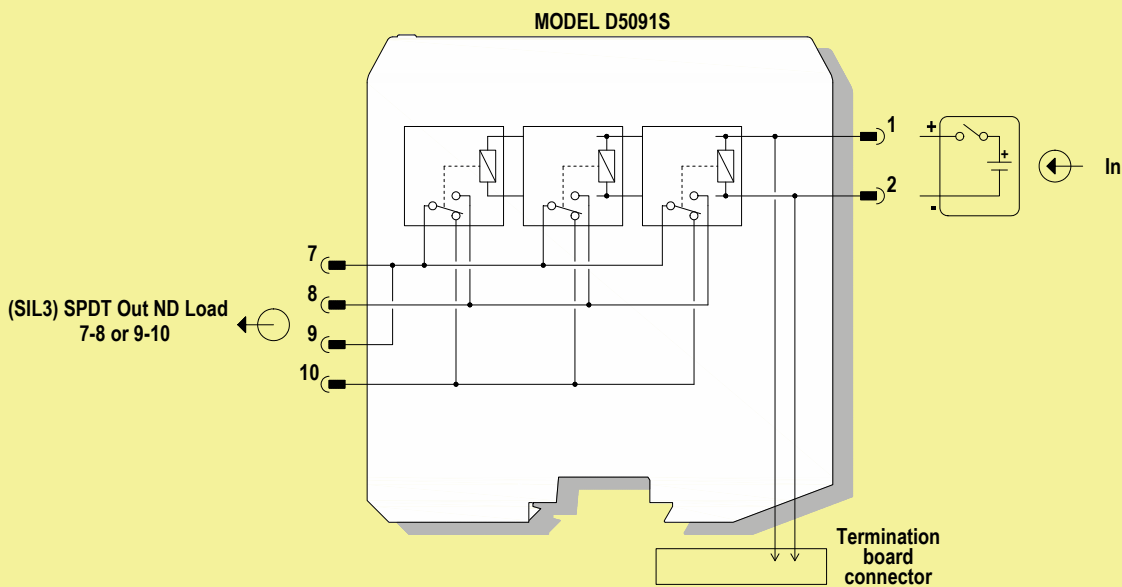 MODEL D5091S
1
+
+
In
2
-
7
8
(SIL3) SPDT Out ND Load
7-8 or 9-10
9
10
Termination
board
connector